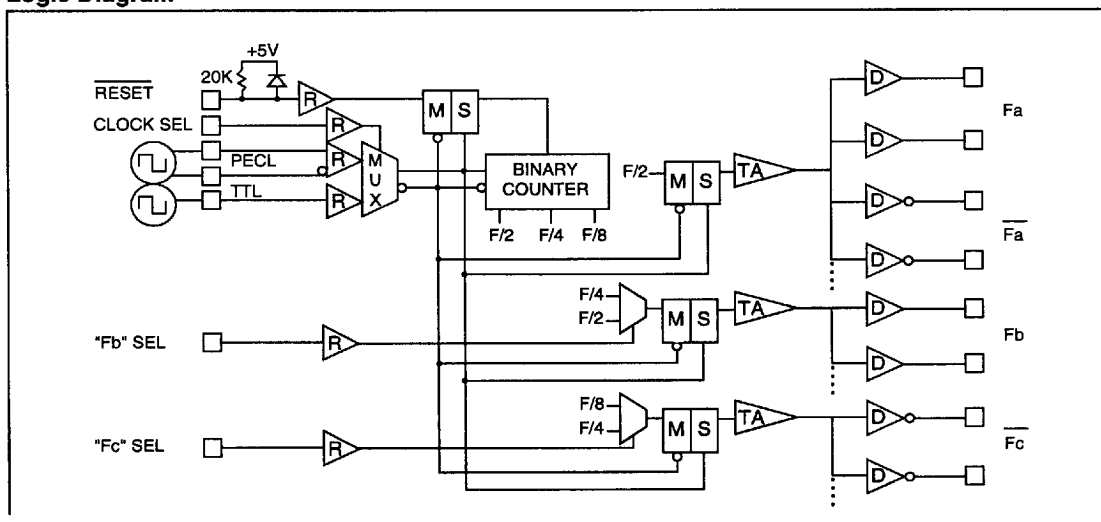 Logic Diagram
+5V
20K
RESET
R
M S
D
Fa
CLOCK SEL
R
PECL
R
M
U
X
BINARY
COUNTER
D
TTL
R
F/2
M S
TA
D
Fa
F/2 F/4 F/8
D
F/4
F/2
M S
TA
D
Fb
"Fb" SEL
R
D
F/8
F/4
M S
TA
D
Fc
"Fc" SEL
R
D